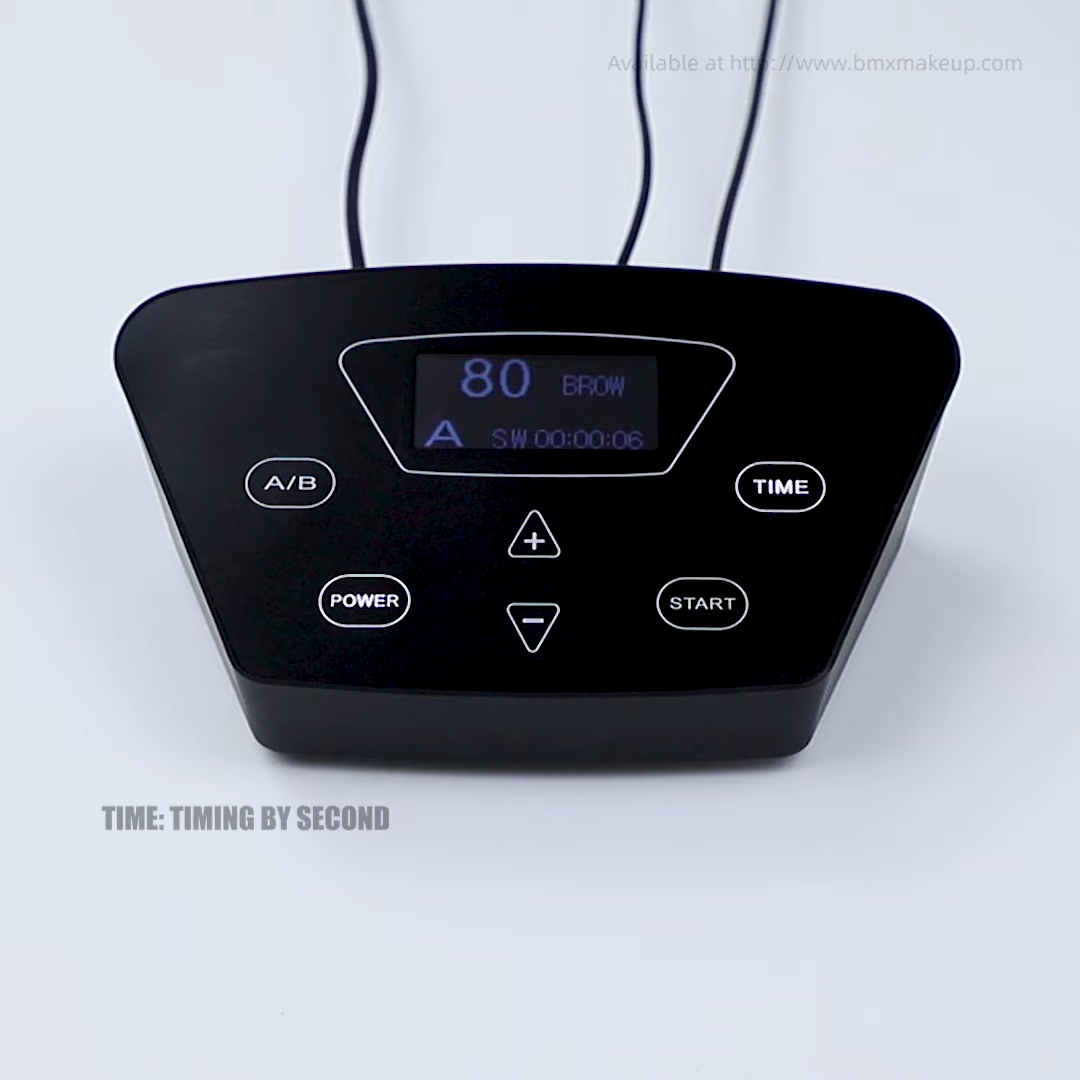 Available at http://www.bmxmakeup.com
80 BROW
A SW 00:00:06
A/B
TIME
+
POWER
START
−
TIME: TIMING BY SECOND